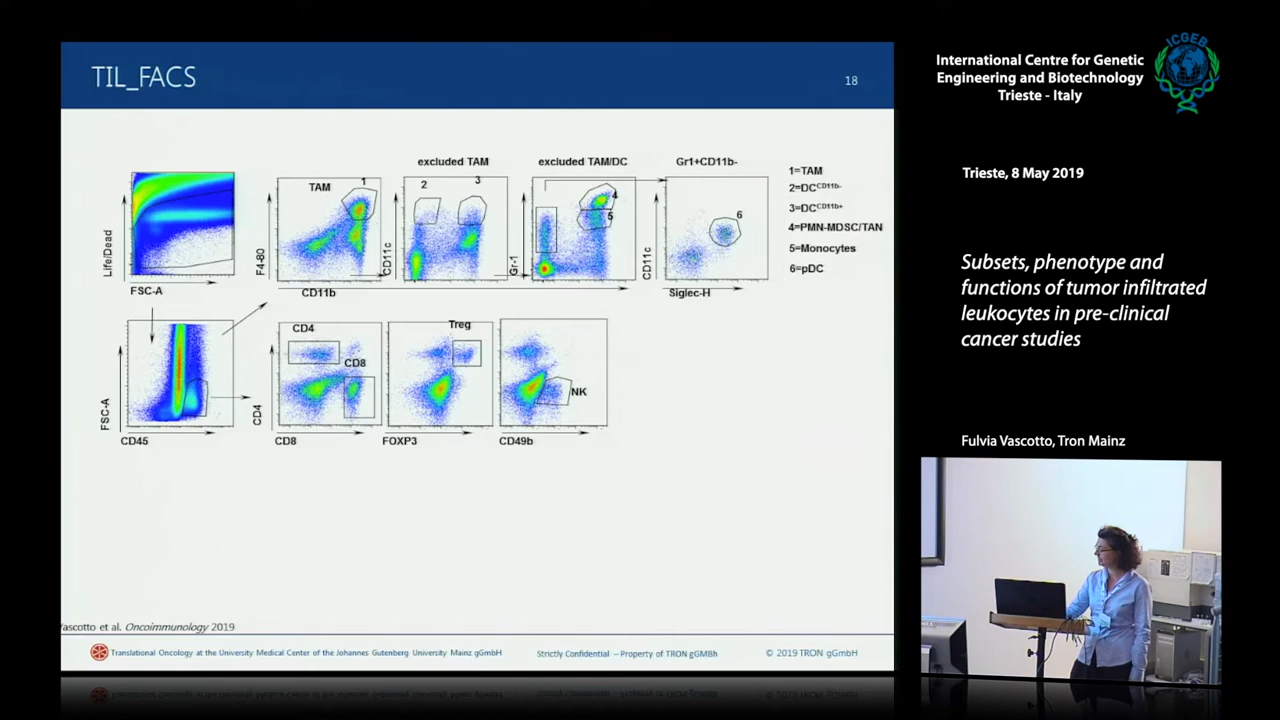 TIL_FACS
18
excluded TAM
excluded TAM/DC
Gr1+CD11b-
TAM
1
2
3
4
5
6
Life/Dead
FSC-A
F4-80
CD11b
CD11c
Gr-1
CD11c
Siglec-H
1=TAM
2=DCCD11b-
3=DCCD11b+
4=PMN-MDSC/TAN
5=Monocytes
6=pDC
FSC-A
CD45
CD4
CD8
CD4
CD8
Treg
FOXP3
NK
CD49b
Vascotto et al. Oncoimmunology 2019
Translational Oncology at the University Medical Center of the Johannes Gutenberg University Mainz gGmbH
Strictly Confidential – Property of TRON gGMBh
© 2019 TRON gGmbH
International Centre for Genetic
Engineering and Biotechnology
Trieste - Italy
ICGEB
Trieste, 8 May 2019
Subsets, phenotype and
functions of tumor infiltrated
leukocytes in pre-clinical
cancer studies
Fulvia Vascotto, Tron Mainz